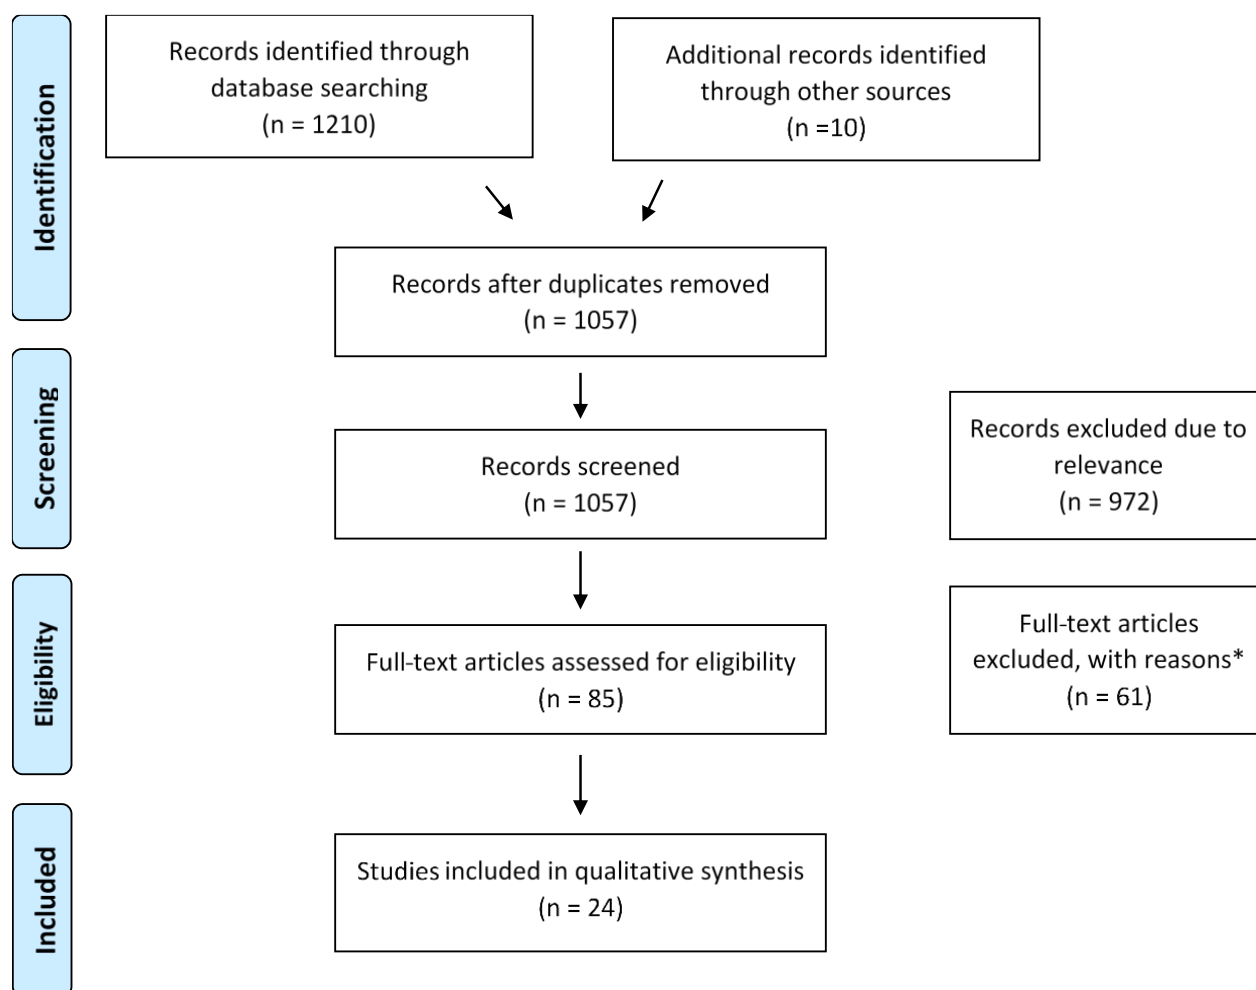 Identification
Records identified through
database searching
(n = 1210)
Additional records identified
through other sources
(n =10)
Records after duplicates removed
(n = 1057)
Screening
Records screened
(n = 1057)
Records excluded due to
relevance
(n = 972)
Eligibility
Full-text articles assessed for eligibility
(n = 85)
Full-text articles
excluded, with reasons*
(n = 61)
Included
Studies included in qualitative synthesis
(n = 24)